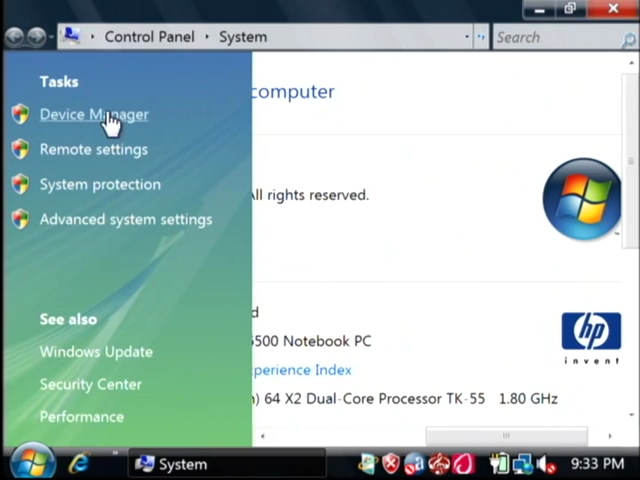 Control Panel System
Search
Tasks
Device Manager
Remote settings
System protection
Advanced system settings
See also
Windows Update
Security Center
Performance
computer
All rights reserved.
d
500 Notebook PC
perience Index
) 64 X2 Dual-Core Processor TK-55 1.80 GHz
hp
invent
System
9:33 PM